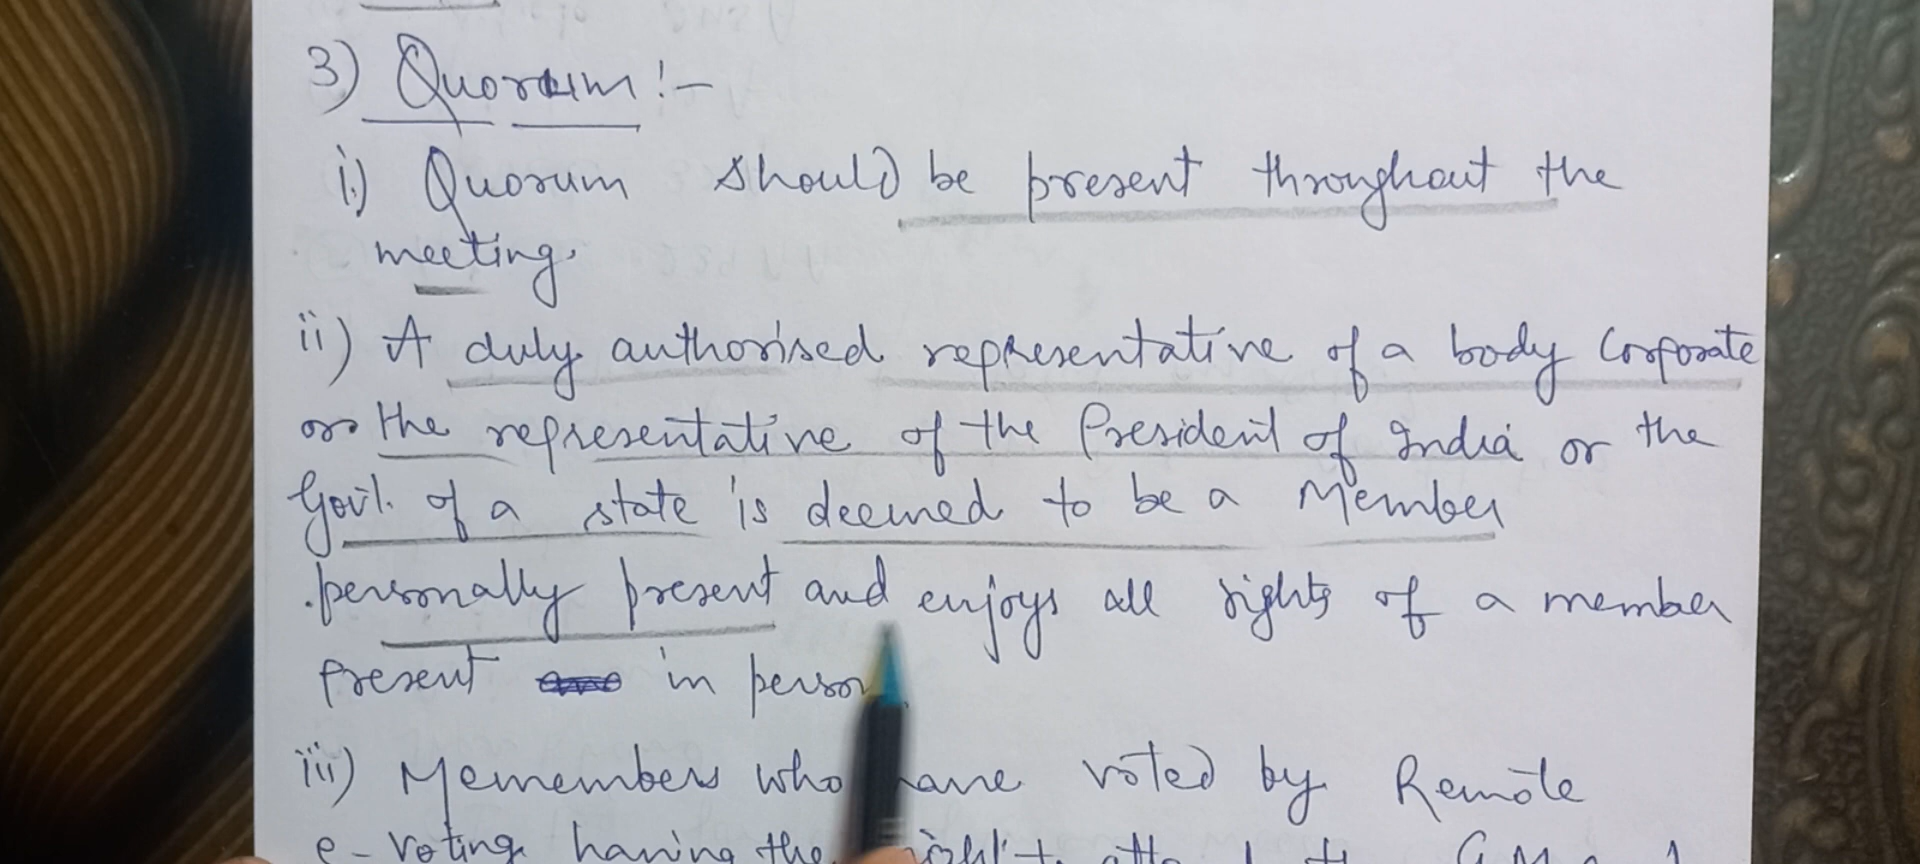 3) Quorum :-
i) Quorum should be present throughout the
meeting.
ii) A duly authorised representative of a body Corporate
or the representative of the President of India or the
Govt. of a state is deemed to be a Member
personally present and enjoys all rights of a member
present in person
iii) Memembers who have voted by Remote
e-voting having the right to